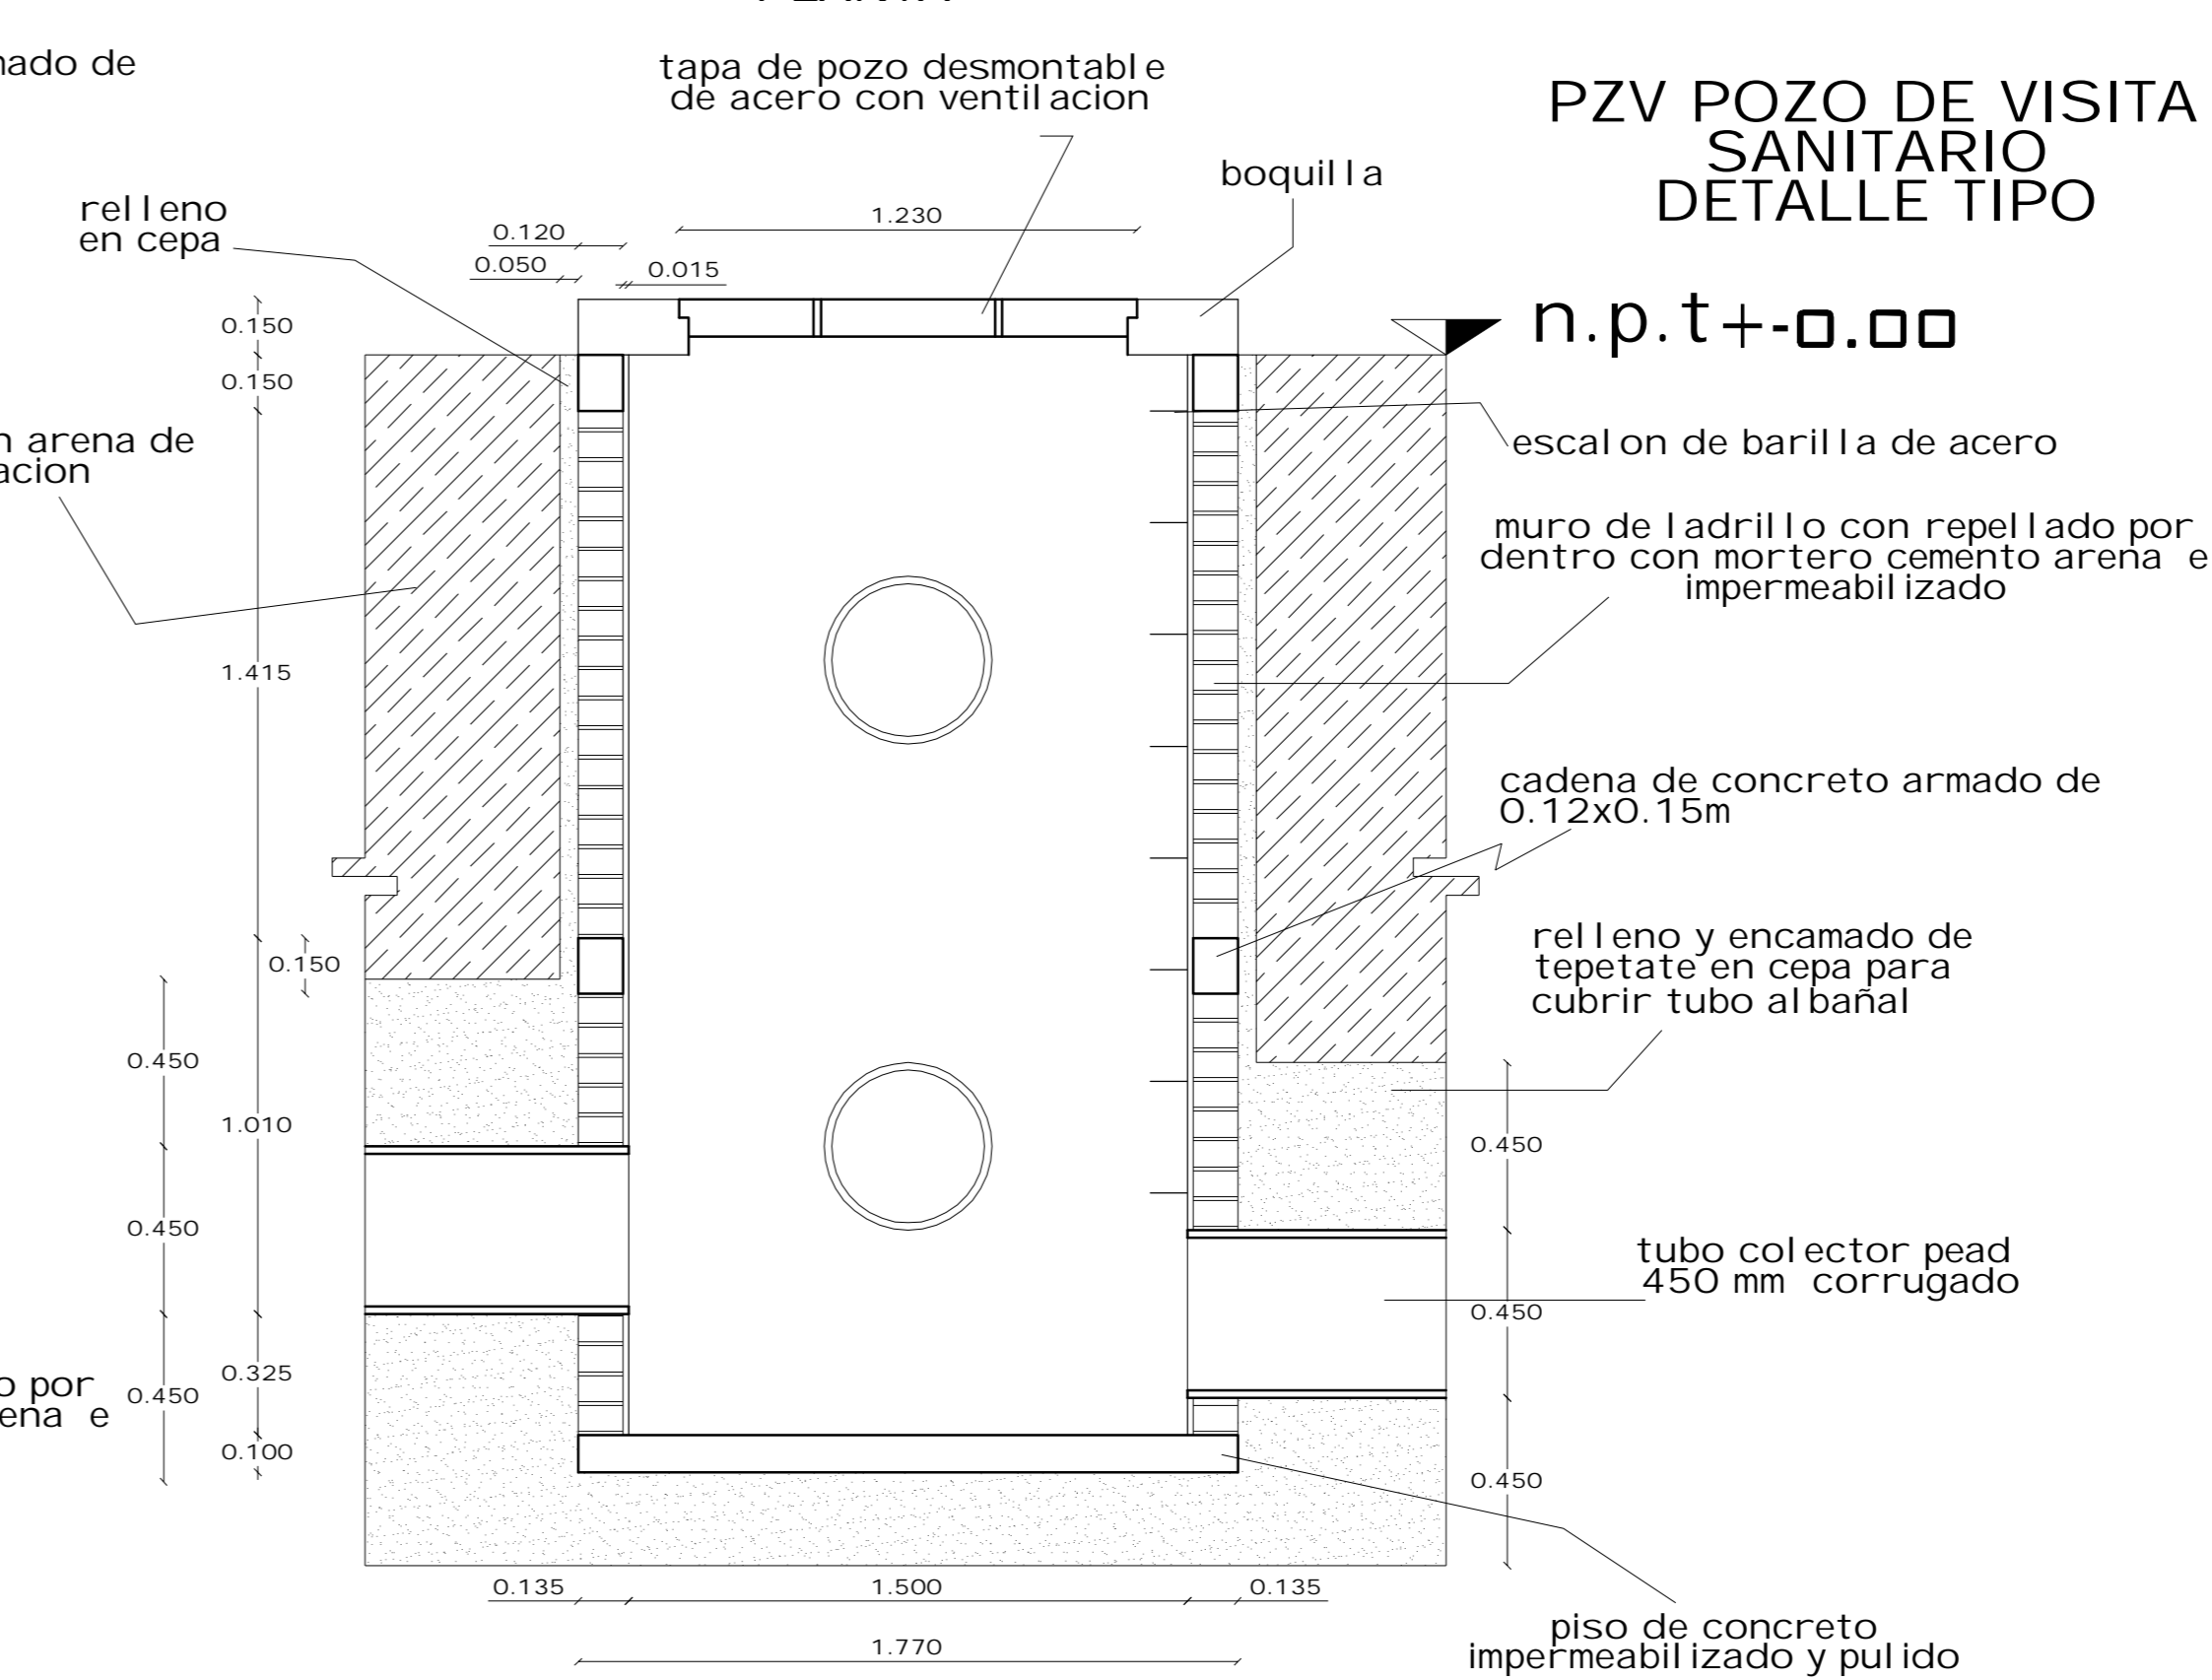 tapa de pozo desmontable
de acero con ventilacion
PZV POZO DE VISITA
SANITARIO
DETALLE TIPO
boquilla
relleno
en cepa
1.230
0.120
0.050
0.015
n.p.t+-0.00
0.150
0.150
arena de
escalon de barilla de acero
muro de ladrillo con repellado por
dentro con mortero cemento arena e
impermeabilizado
1.415
cadena de concreto armado de
0.12x0.15m
0.150
relleno y encamado de
tepetate en cepa para
cubrir tubo albañal
0.450
1.010
0.450
0.450
tubo colector pead
450 mm corrugado
0.450
0.325
por
e
0.450
0.100
0.450
0.135
1.500
0.135
1.770
piso de concreto
impermeabilizado y pulido